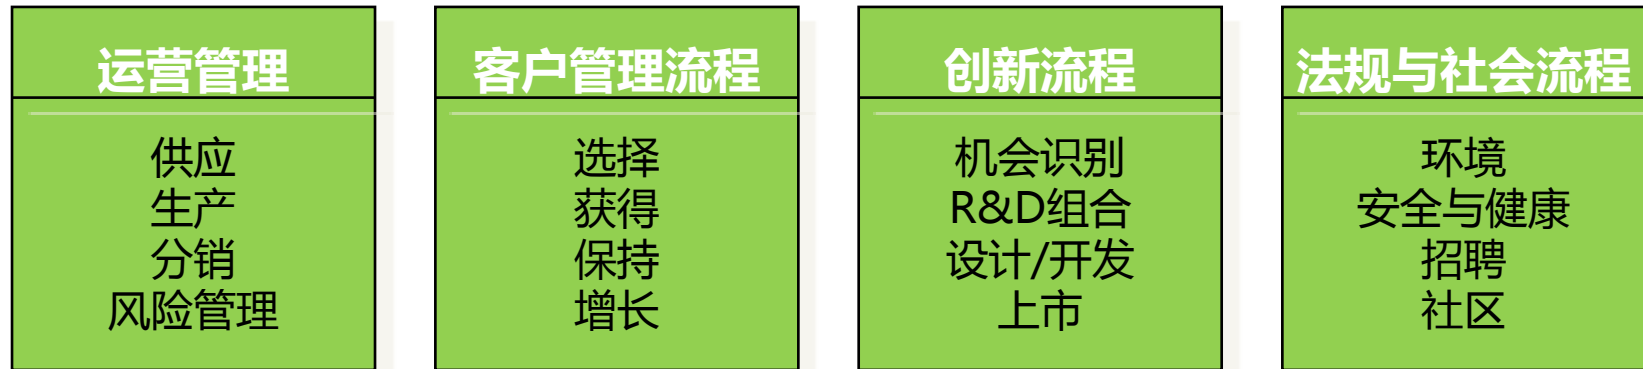 运营管理
供应
生产
分销
风险管理
客户管理流程
选择
获得
保持
增长
创新流程
机会识别
R&D组合
设计/开发
上市
法规与社会流程
环境
安全与健康
招聘
社区